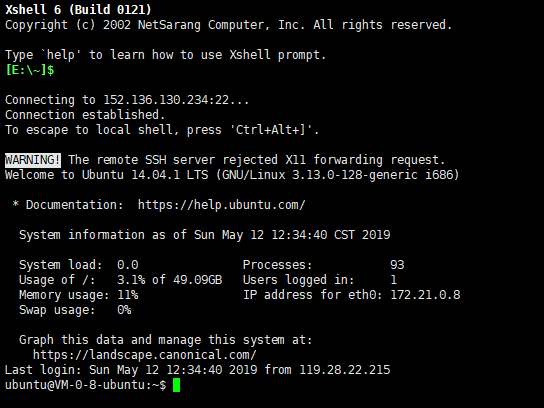 Xshell 6 (Build 0121)
Copyright (c) 2002 NetSarang Computer, Inc. All rights reserved.
Type `help' to learn how to use Xshell prompt.
[E:\~]$
Connecting to 152.136.130.234:22...
Connection established.
To escape to local shell, press 'Ctrl+Alt+]'.
WARNING! The remote SSH server rejected X11 forwarding request.
Welcome to Ubuntu 14.04.1 LTS (GNU/Linux 3.13.0-128-generic i686)
* Documentation:  https://help.ubuntu.com/
System information as of Sun May 12 12:34:40 CST 2019
System load:  0.0               Processes:           93
Usage of /:   3.1% of 49.09GB   Users logged in:     1
Memory usage: 11%               IP address for eth0: 172.21.0.8
Swap usage:   0%
Graph this data and manage this system at:
https://landscape.canonical.com/
Last login: Sun May 12 12:34:40 2019 from 119.28.22.215
ubuntu@VM-0-8-ubuntu:~$